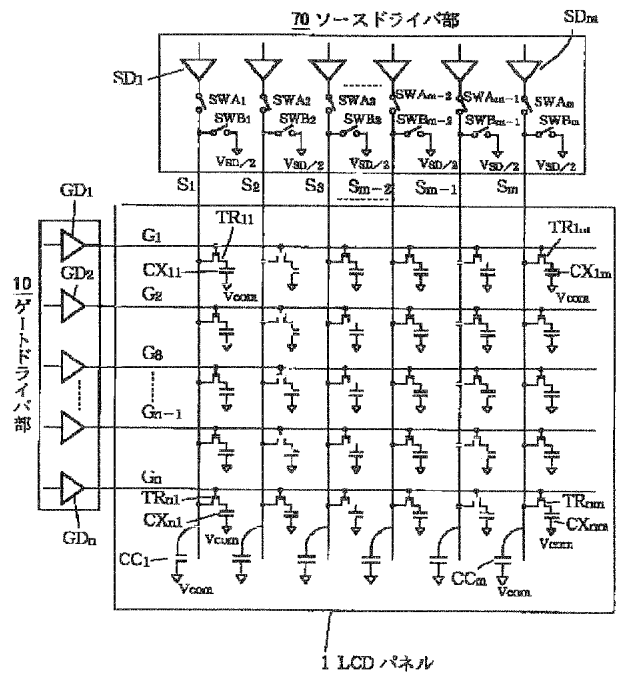 70 ソースドライバ部
SD1 SDm
SWA1 SWA2 SWA3 SWAm-2 SWAm-1 SWAm
SWB1 SWB2 SWB3 SWBm-2 SWBm-1 SWBm
VSD/2 VSD/2 VSD/2 VSD/2 VSD/2 VSD/2
S1 S2 S3 Sm-2 Sm-1 Sm
GD1
TR11 TR1m
G1
CX11 CX1m
Vcom Vcom
GD2
G2
10 ゲートドライバ部
G3
Gn-1
Gn
TRn1 TRnm
CXn1 CXnm
Vcom Vcom
GDn
CC1 CCm
Vcom Vcom
1 LCD パネル